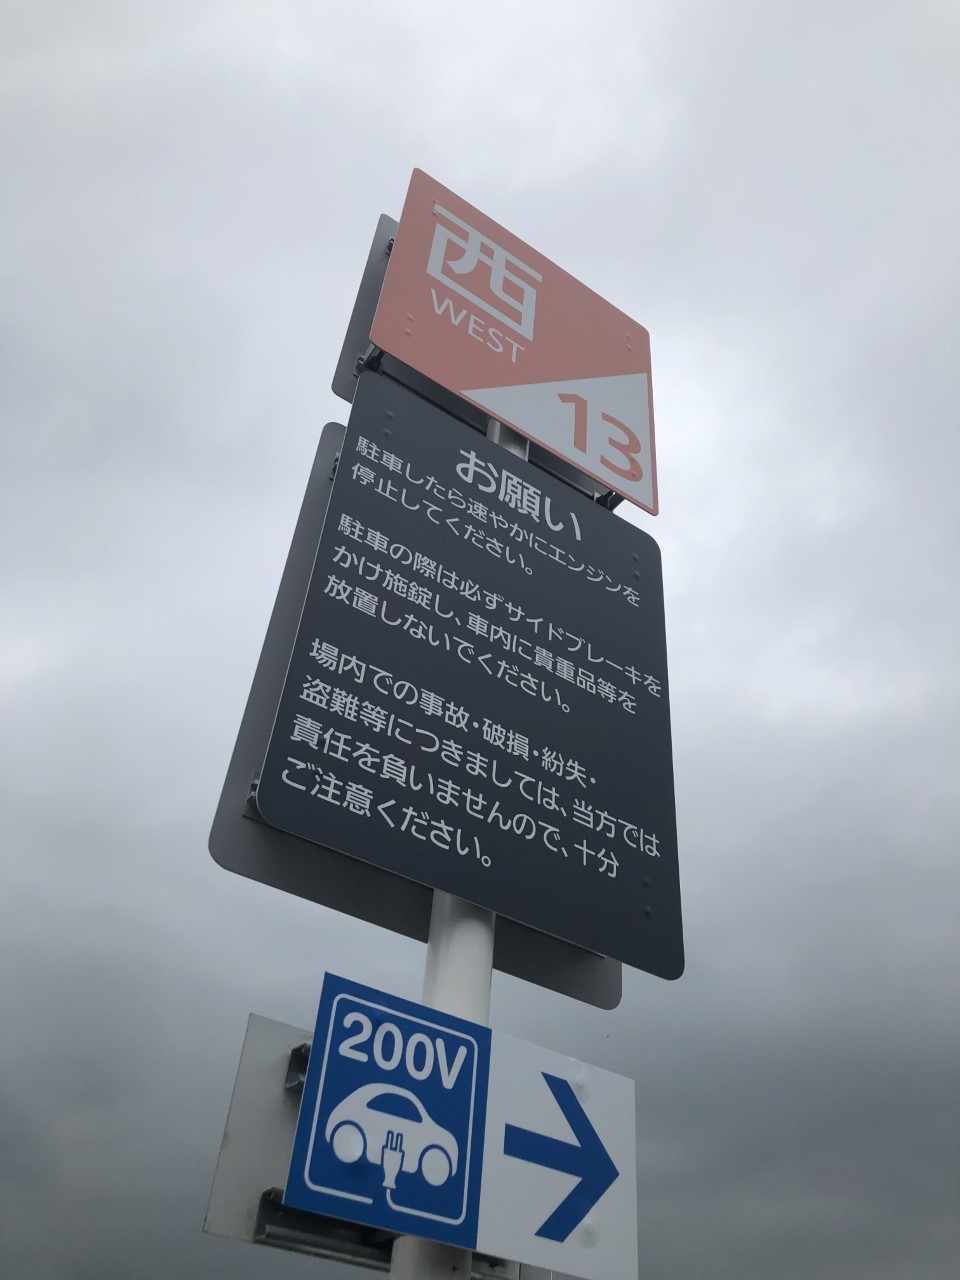 西
WEST
13
お願い
駐車したら速やかにエンジンを
停止してください。
駐車の際は必ずサイドブレーキを
かけ施錠し、車内に貴重品等を
放置しないでください。
場内での事故・破損・紛失・
盗難等につきましては、当方では
責任を負いませんので、十分
ご注意ください。
200V